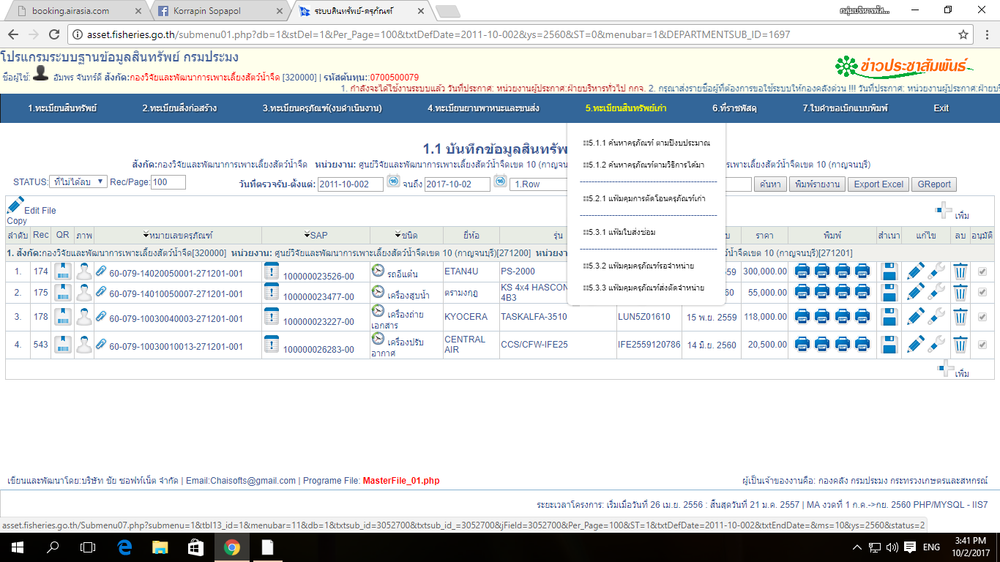 booking.airasia.com
Korrapin Sopapol
ระบบสินทรัพย์-ครุภัณฑ์
กลุ่มบริหารพัส...
asset.fisheries.go.th/submenu01.php?db=1&stDel=1&Per_Page=100&txtDefDate=2011-10-002&ys=2560&ST=0&menubar=1&DEPARTMENTSUB_ID=1697
โปรแกรมระบบฐานข้อมูลสินทรัพย์ กรมประมง
ข่าวประชาสัมพันธ์
ชื่อผู้ใช้: อัมพร จันทร์ดี สังกัด:กองวิจัยและพัฒนาการเพาะเลี้ยงสัตว์น้ำจืด [320000] | รหัสต้นทุน::0700500079
1. กำลังจะได้ใช้งานระบบแล้ว วันที่ประกาศ: หน่วยงานผู้ประกาศ:ฝ่ายบริหารทั่วไป กกจ. 2. กรุณาส่งรายชื่อผู้ที่ต้องการขอใช้ระบบให้กองคลังด่วน !!! วันที่ประกาศ: หน่วยงานผู้ประกาศ:ฝ่ายบริ
1.ทะเบียนสินทรัพย์ 2.ทะเบียนสิ่งก่อสร้าง 3.ทะเบียนครุภัณฑ์(งบดำเนินงาน) 4.ทะเบียนยานพาหนะและขนส่ง 5.ทะเบียนสินทรัพย์เก่า 6.ที่ราชพัสดุ 7.ใบคำขอเบิกแบบพิมพ์ Exit
5.1.1 ค้นหาครุภัณฑ์ ตามปีงบประมาณ
5.1.2 ค้นหาครุภัณฑ์ตามวิธีการได้มา
5.2.1 แฟ้มคุมการตัดโอนครุภัณฑ์เก่า
5.3.1 แฟ้มใบส่งซ่อม
5.3.2 แฟ้มคุมครุภัณฑ์รอจำหน่าย
5.3.3 แฟ้มคุมครุภัณฑ์ส่งตัดจำหน่าย
1.1 บันทึกข้อมูลสินทรัพ
สังกัด:กองวิจัยและพัฒนาการเพาะเลี้ยงสัตว์น้ำจืด หน่วยงาน: ศูนย์วิจัยและพัฒนาการเพาะเลี้ยงสัตว์น้ำจืดเขต 10 (กาญจน เพาะเลี้ยงสัตว์น้ำจืดเขต 10 (กาญจนบุรี)
STATUS: ที่ไม่ได้ลบ Rec/Page: 100 วันที่ตรวจรับ-ตั้งแต่: 2011-10-002 จนถึง 2017-10-02 1.Row ค้นหา พิมพ์รายงาน Export Excel GReport
Edit File
Copy
เพิ่ม
ลำดับ Rec QR ภาพ หมายเลขครุภัณฑ์ SAP ชนิด ยี่ห้อ รุ่น บ ราคา พิมพ์ สำเนา แก้ไข ลบ อนุมัติ
1. สังกัด:กองวิจัยและพัฒนาการเพาะเลี้ยงสัตว์น้ำจืด[320000] หน่วยงาน: ศูนย์วิจัยและพัฒนาการเพาะเลี้ยงสัตว์น้ำจืดเขต 10 (กาญจนบุรี)[271200] หน่วยงา น้ำจืดเขต 10 (กาญจนบุรี)[271201]
1. 174 60-079-14020050001-271201-001 100000023526-00 รถอีแต๋น ETAN4U PS-2000 59 300,000.00
2. 175 60-079-14010050007-271201-001 100000023477-00 เครื่องสูบน้ำ ตรามงกุฎ KS 4x4 HASCON 4B3 60 55,000.00
3. 178 60-079-10030040003-271201-001 100000023227-00 เครื่องถ่ายเอกสาร KYOCERA TASKALFA-3510 LUN5Z01610 15 พ.ย. 2559 118,000.00
4. 543 60-079-10030010013-271201-001 100000026283-00 เครื่องปรับอากาศ CENTRAL AIR CCS/CFW-IFE25 IFE2559120786 14 มิ.ย. 2560 20,500.00
เพิ่ม
เขียนและพัฒนาโดย:บริษัท ชัย ซอฟท์เน็ต จำกัด | Email:Chaisofts@gmail.com | Programe File: MasterFile_01.php
ผู้เป็นเจ้าของงานคือ: กองคลัง กรมประมง กระทรวงเกษตรและสหกรณ์
ระยะเวลาโครงการ: เริ่มเมื่อวันที่ 26 เม.ย. 2556 : สิ้นสุดวันที่ 21 ม.ค. 2557 | MA งวดที่ 1 ก.ค.->กย. 2560 PHP/MYSQL - IIS7
asset.fisheries.go.th/Submenu07.php?submenu=1&tbl13_id=1&menubar=11&db=1&txtsub_id=3052700&txtsub_id_=3052700&jField=3052700&Per_Page=100&ST=1&txtDefDate=2011-10-002&txtEndDate=&ms=10&ys=2560&status=2
ENG
3:41 PM
10/2/2017